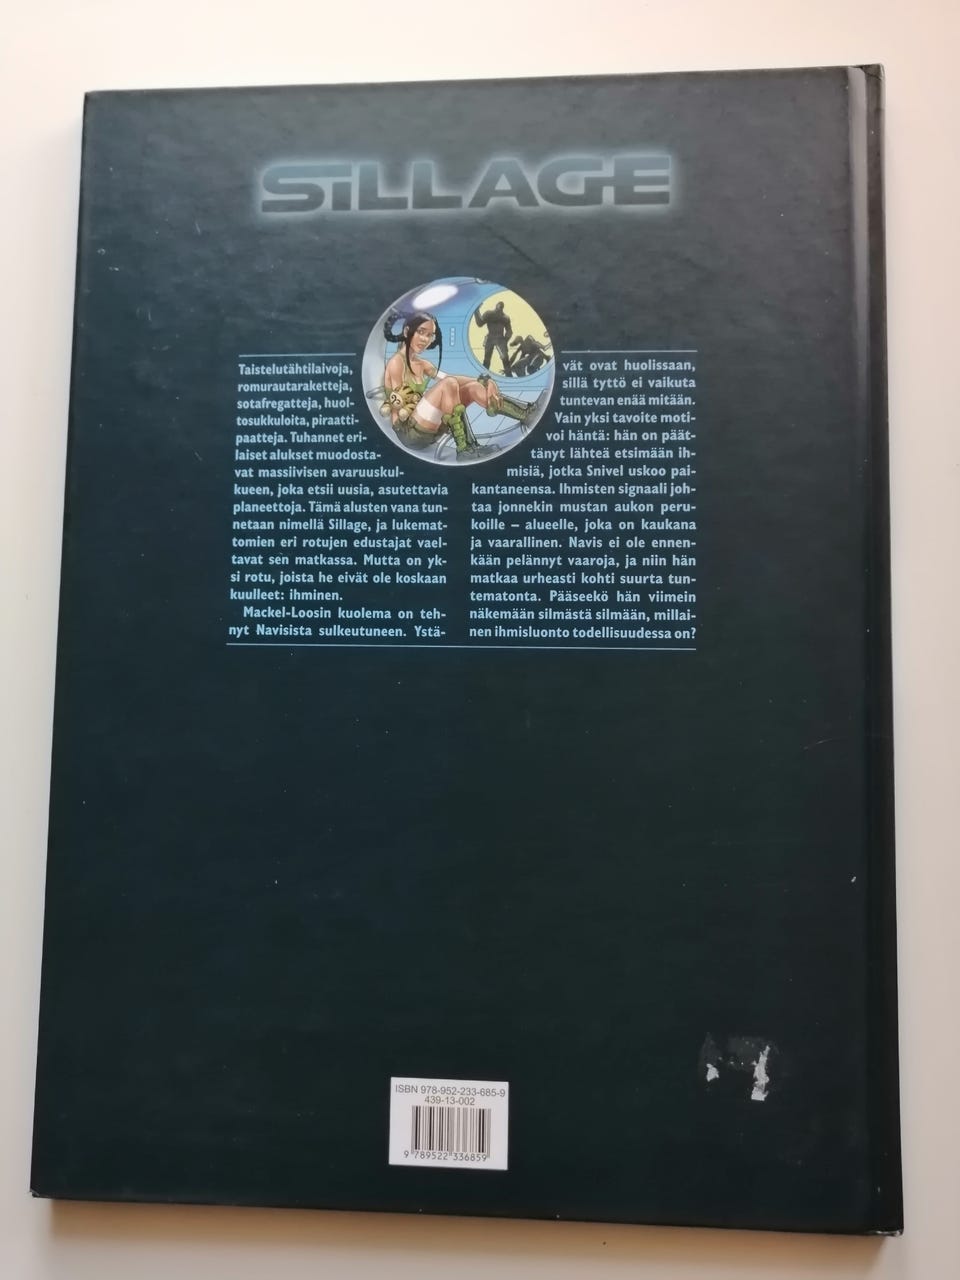 SiLLAGE
Taistelutähtilaivoja,
romurautaraketteja,
sotafregatteja, huol-
tosukkuloita, piraatti-
paatteja. Tuhannet eri-
laiset alukset muodosta-
vat massiivisen avaruuskul-
kueen, joka etsii uusia, asutettavia
planeettoja. Tämä alusten vana tun-
netaan nimellä Sillage, ja lukemat-
tomien eri rotujen edustajat vael-
tavat sen matkassa. Mutta on yk-
si rotu, joista he eivät ole koskaan
kuulleet: ihminen.
Mackel-Loosin kuolema on teh-
nyt Navisista sulkeutuneen. Ystä-
vät ovat huolissaan,
sillä tyttö ei vaikuta
tuntevan enää mitään.
Vain yksi tavoite moti-
voi häntä: hän on päät-
tänyt lähteä etsimään ih-
misiä, jotka Snivel uskoo pai-
kantaneensa. Ihmisten signaali joh-
taa jonnekin mustan aukon peru-
koille – alueelle, joka on kaukana
ja vaarallinen. Navis ei ole ennen-
kään pelännyt vaaroja, ja niin hän
matkaa urheasti kohti suurta tun-
tematonta. Pääseekö hän viimein
näkemään silmästä silmään, millai-
nen ihmisluonto todellisuudessa on?
ISBN 978-952-233-685-9
439-13-002
9 789522 336859